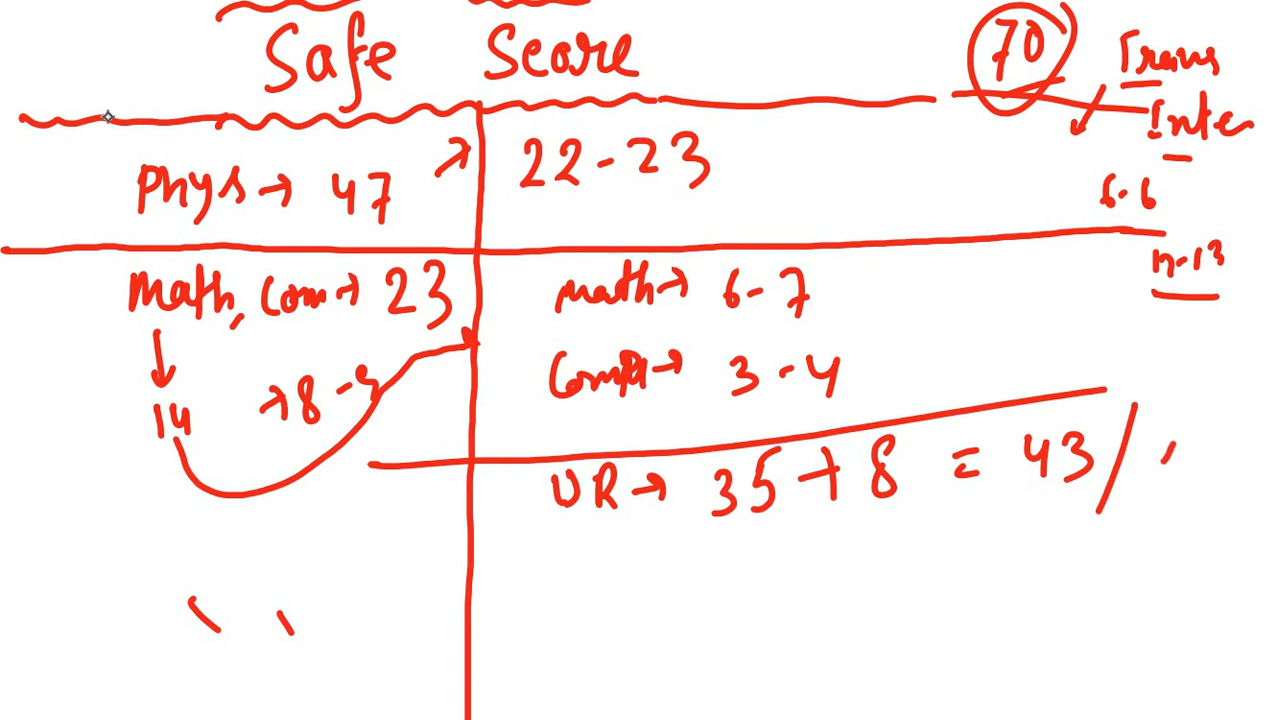 Safe Score
70
Trans
Inte
Phys → 47 → 22 - 23
6 - 6
12 - 13
Math, Com → 23
math → 6 - 7
14 → 8 - 9
Comp → 3 - 4
UR → 35 + 8 = 43 /